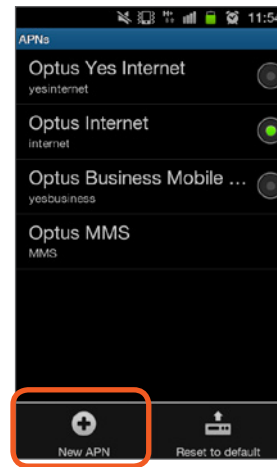 11:54
APNs
Optus Yes Internet
yesinternet
Optus Internet
internet
Optus Business Mobile ...
yesbusiness
Optus MMS
MMS
New APN
Reset to default